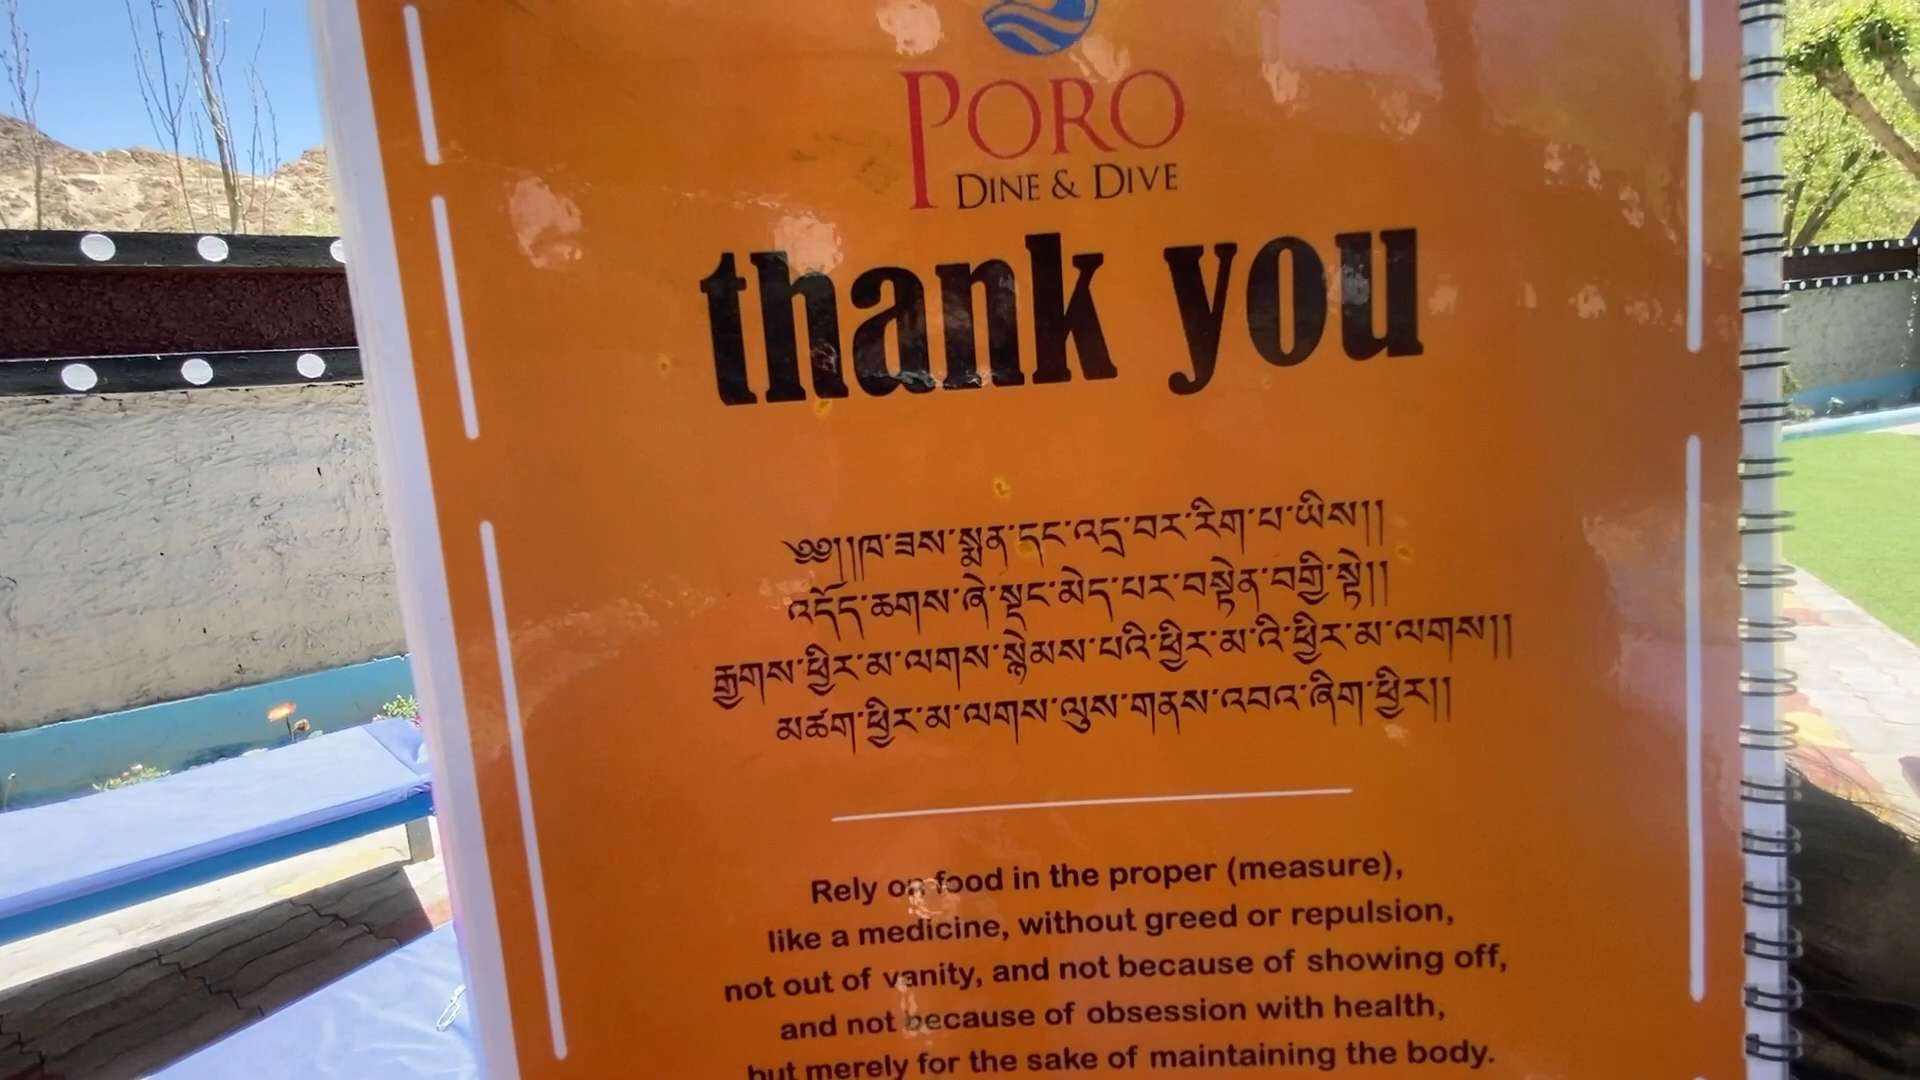 PORO
DINE & DIVE
thank you
༄༅།།ཁ་ཟས་སྨན་དང་འདྲ་བར་རིག་པ་ཡིས།།
འདོད་ཆགས་ཞེ་སྡང་མེད་པར་བསྟེན་བགྱི་སྟེ།།
རྒྱགས་ཕྱིར་མ་ལགས་སྙེམས་པའི་ཕྱིར་མ་འི་ཕྱིར་མ་ལགས།།
མཚག་ཕྱིར་མ་ལགས་ལུས་གནས་འབའ་ཞིག་ཕྱིར།།
Rely on food in the proper (measure),
like a medicine, without greed or repulsion,
not out of vanity, and not because of showing off,
and not because of obsession with health,
but merely for the sake of maintaining the body.